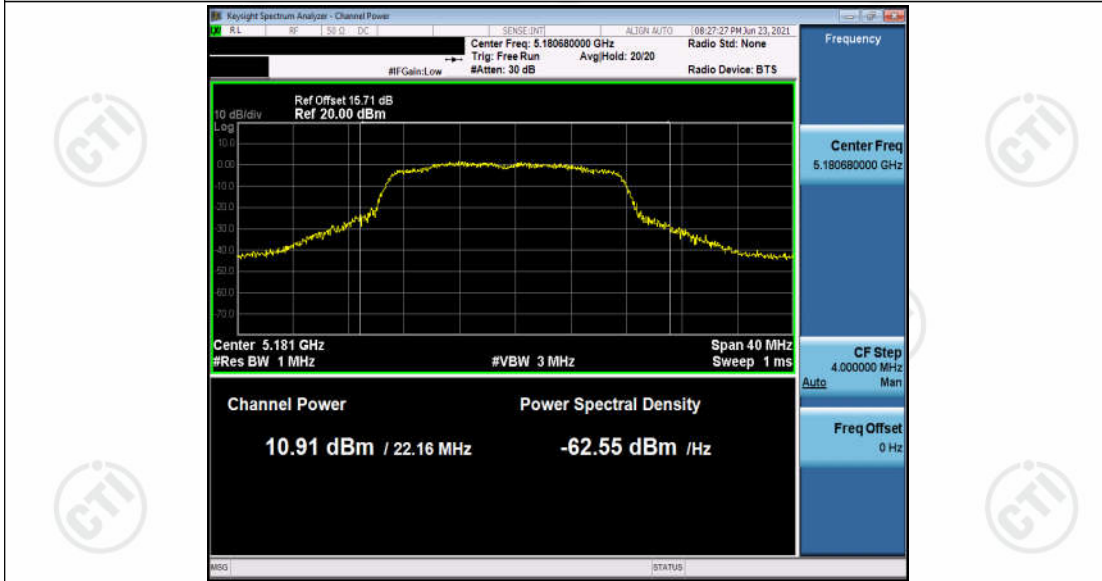 Keysight Spectrum Analyzer - Channel Power
RL RF 50 Ω DC SENSE:INT ALIGN AUTO 08:27:27 PM Jun 23, 2021
Center Freq: 5.180680000 GHz Radio Std: None
Trig: Free Run Avg|Hold: 20/20
#IFGain:Low #Atten: 30 dB Radio Device: BTS
Frequency
Ref Offset 15.71 dB
10 dB/div Ref 20.00 dBm
Log
10.0
0.00
-10.0
-20.0
-30.0
-40.0
-50.0
-60.0
-70.0
Center 5.181 GHz Span 40 MHz
#Res BW 1 MHz #VBW 3 MHz Sweep 1 ms
Center Freq
5.180680000 GHz
CF Step
4.000000 MHz
Auto Man
Freq Offset
0 Hz
Channel Power Power Spectral Density
10.91 dBm / 22.16 MHz -62.55 dBm /Hz
MSG STATUS
CTI
CTI
CTI
CTI